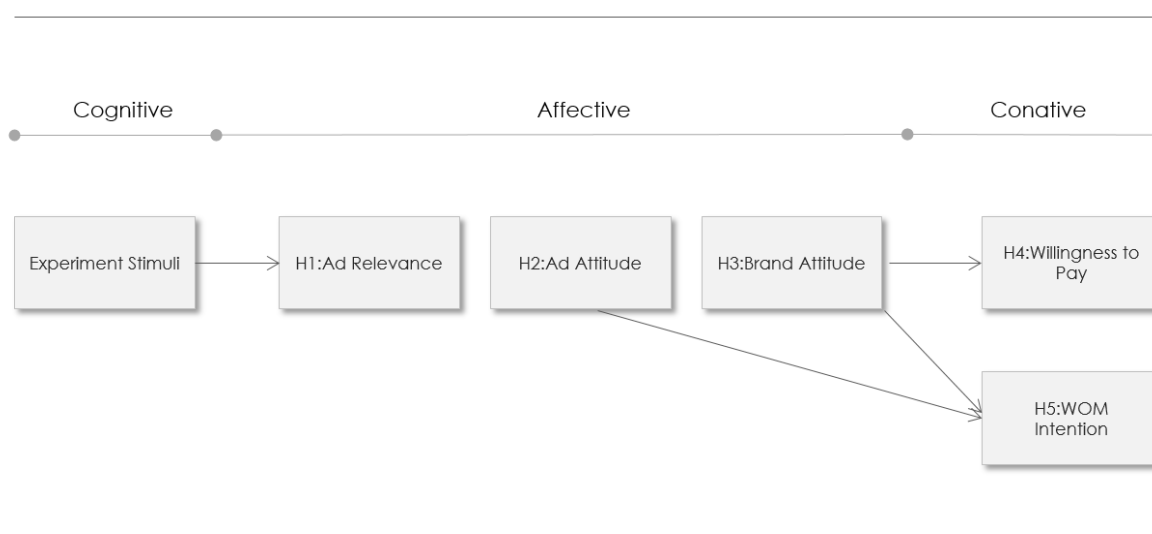 Cognitive
Affective
Conative
Experiment Stimuli
H1:Ad Relevance
H2:Ad Attitude
H3:Brand Attitude
H4:Willingness to
Pay
H5:WOM
Intention